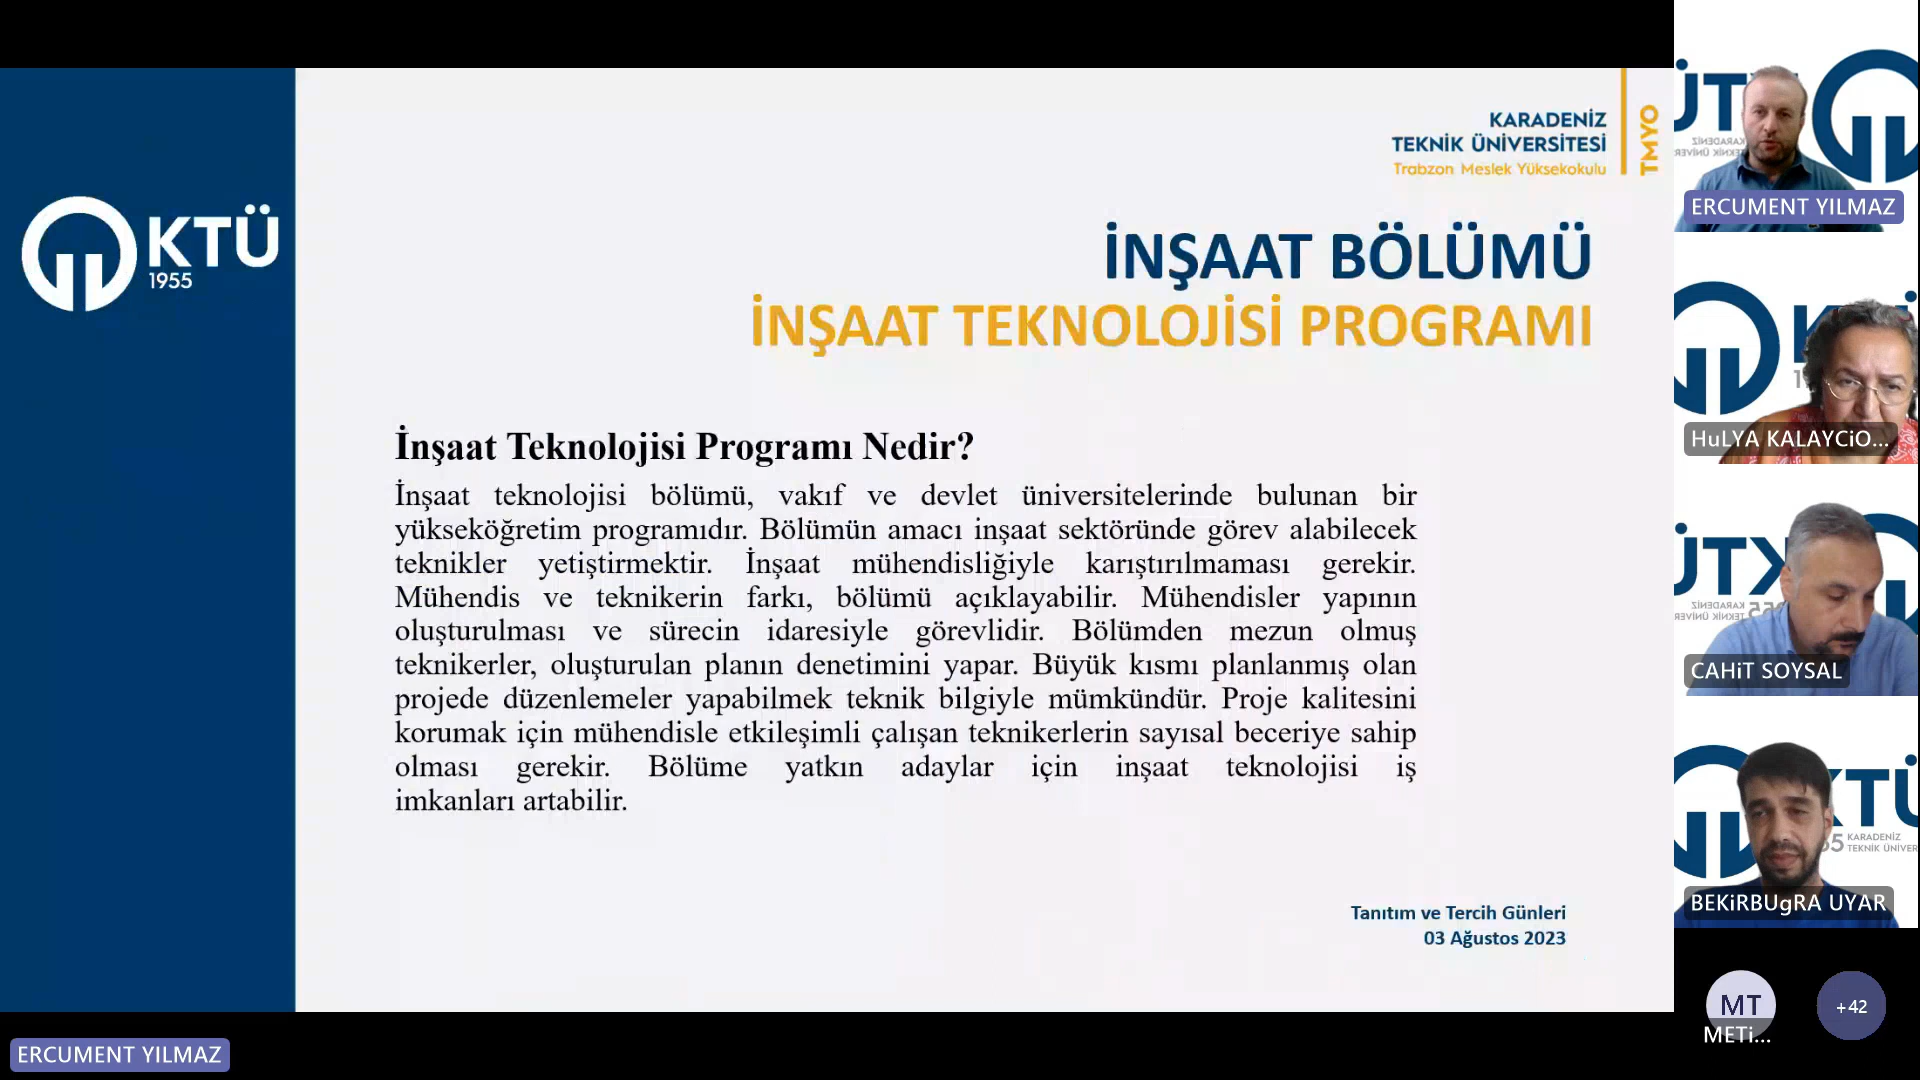 KTÜ
1955
KARADENİZ
TEKNİK ÜNİVERSİTESİ
Trabzon Meslek Yüksekokulu
TMYO
İNŞAAT BÖLÜMÜ
İNŞAAT TEKNOLOJİSİ PROGRAMI
İnşaat Teknolojisi Programı Nedir?
İnşaat teknolojisi bölümü, vakıf ve devlet üniversitelerinde bulunan bir
yükseköğretim programıdır. Bölümün amacı inşaat sektöründe görev alabilecek
teknikler yetiştirmektir. İnşaat mühendisliğiyle karıştırılmaması gerekir.
Mühendis ve teknikerin farkı, bölümü açıklayabilir. Mühendisler yapının
oluşturulması ve sürecin idaresiyle görevlidir. Bölümden mezun olmuş
teknikerler, oluşturulan planın denetimini yapar. Büyük kısmı planlanmış olan
projede düzenlemeler yapabilmek teknik bilgiyle mümkündür. Proje kalitesini
korumak için mühendisle etkileşimli çalışan teknikerlerin sayısal beceriye sahip
olması gerekir. Bölüme yatkın adaylar için inşaat teknolojisi iş
imkanları artabilir.
Tanıtım ve Tercih Günleri
03 Ağustos 2023
ERCUMENT YILMAZ
ERCUMENT YILMAZ
HuLYA KALAYCiO...
CAHiT SOYSAL
KTÜ
KARADENİZ
TEKNİK ÜNİVER
BEKiRBUgRA UYAR
MT
METi...
+42